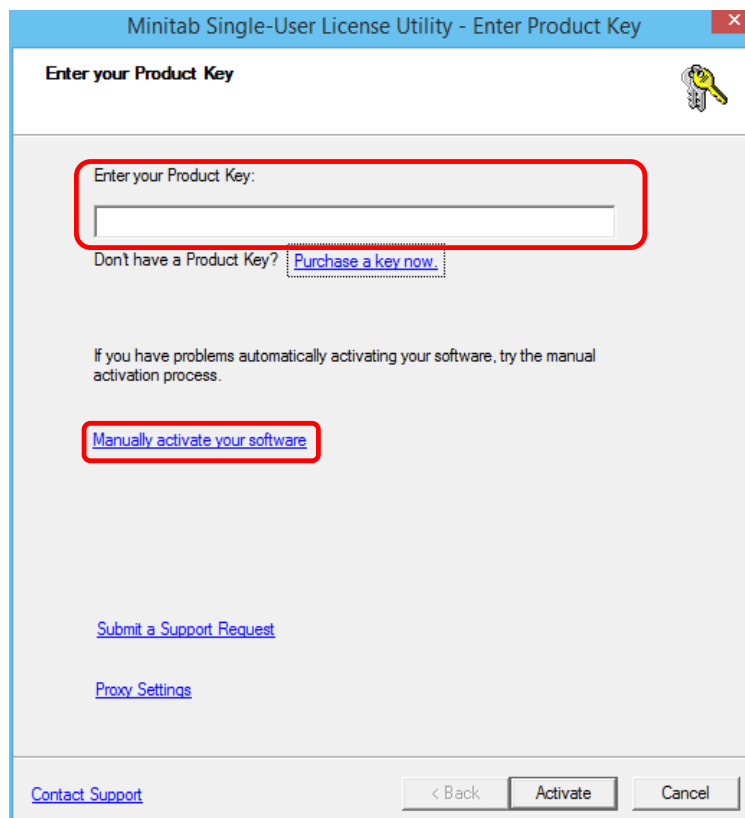 Minitab Single-User License Utility - Enter Product Key
Enter your Product Key
Enter your Product Key:
Don't have a Product Key? Purchase a key now.
If you have problems automatically activating your software, try the manual
activation process.
Manually activate your software
Submit a Support Request
Proxy Settings
Contact Support
< Back Activate Cancel